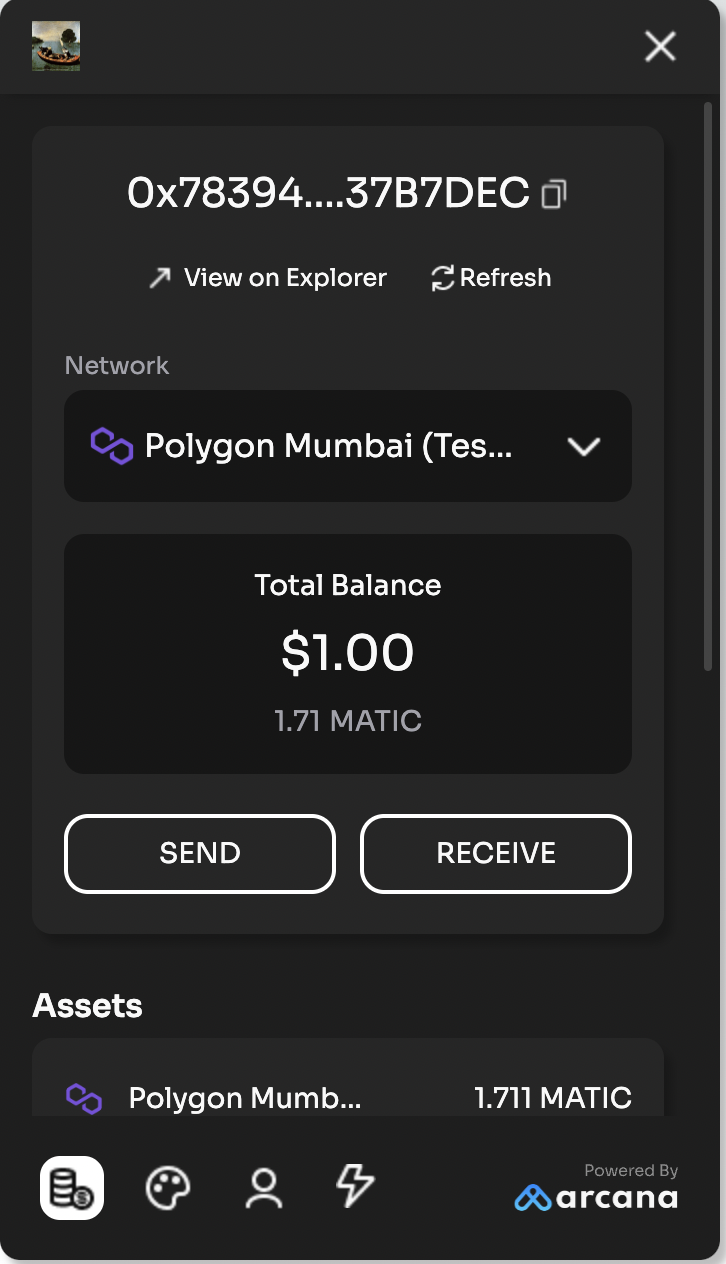 0x78394....37B7DEC
View on Explorer Refresh
Network
Polygon Mumbai (Tes...
Total Balance
$1.00
1.71 MATIC
SEND RECEIVE
Assets
Polygon Mumb... 1.711 MATIC
Powered By
arcana